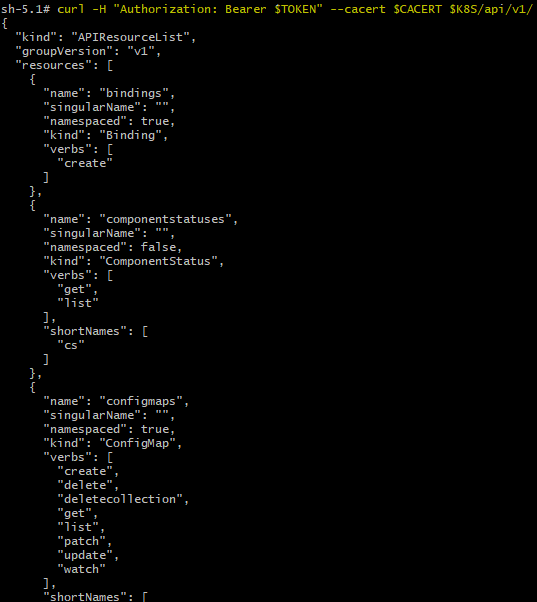 sh-5.1# curl -H "Authorization: Bearer $TOKEN" --cacert $CACERT $K8S/api/v1/
{
  "kind": "APIResourceList",
  "groupVersion": "v1",
  "resources": [
    {
      "name": "bindings",
      "singularName": "",
      "namespaced": true,
      "kind": "Binding",
      "verbs": [
        "create"
      ]
    },
    {
      "name": "componentstatuses",
      "singularName": "",
      "namespaced": false,
      "kind": "ComponentStatus",
      "verbs": [
        "get",
        "list"
      ],
      "shortNames": [
        "cs"
      ]
    },
    {
      "name": "configmaps",
      "singularName": "",
      "namespaced": true,
      "kind": "ConfigMap",
      "verbs": [
        "create",
        "delete",
        "deletecollection",
        "get",
        "list",
        "patch",
        "update",
        "watch"
      ],
      "shortNames": [